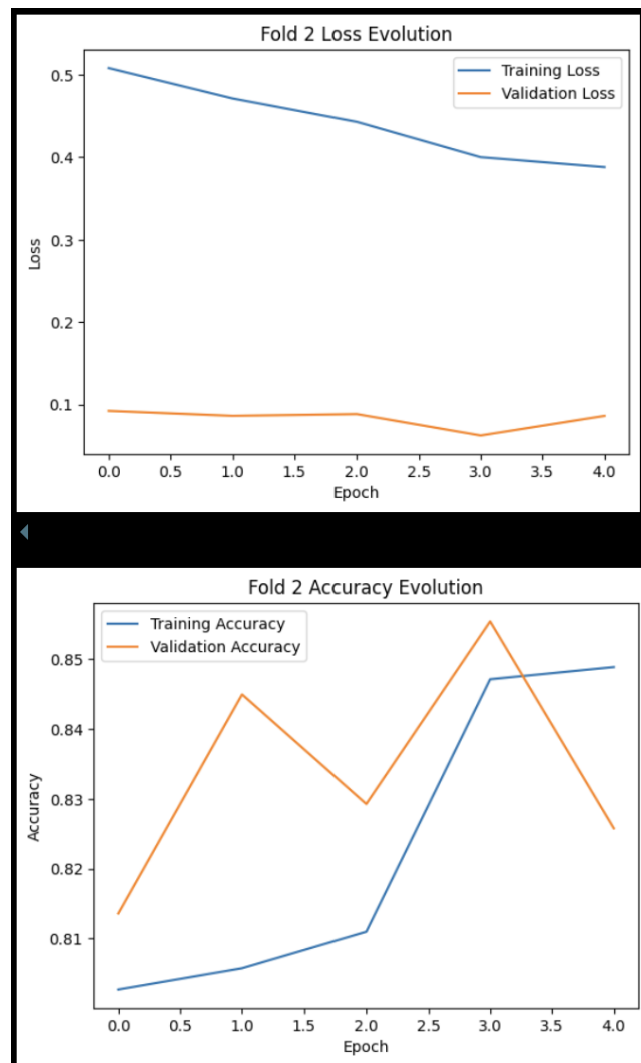 Fold 2 Loss Evolution
Training Loss
Validation Loss
0.5
0.4
0.3
0.2
0.1
Loss
0.0 0.5 1.0 1.5 2.0 2.5 3.0 3.5 4.0
Epoch
Fold 2 Accuracy Evolution
Training Accuracy
Validation Accuracy
0.85
0.84
0.83
0.82
0.81
Accuracy
0.0 0.5 1.0 1.5 2.0 2.5 3.0 3.5 4.0
Epoch